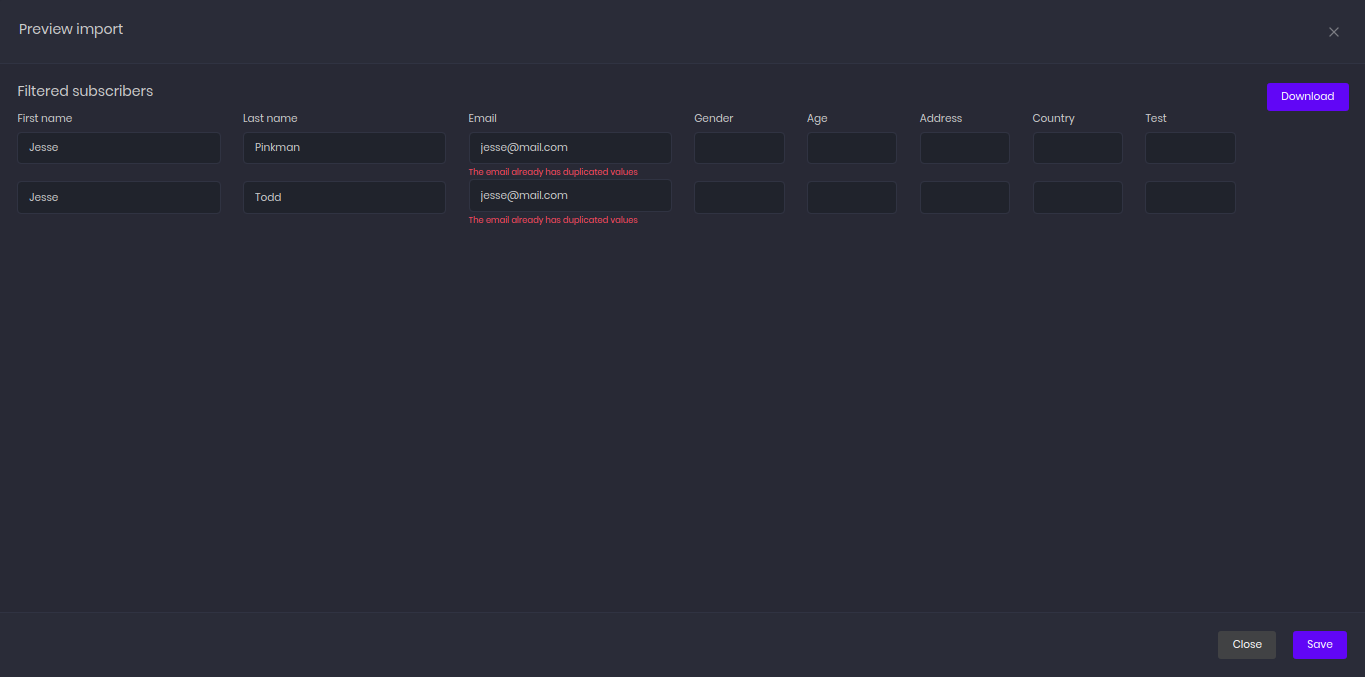 Preview import
Filtered subscribers
Download
First name Last name Email Gender Age Address Country Test
Jesse Pinkman jesse@mail.com
The email already has duplicated values
Jesse Todd jesse@mail.com
The email already has duplicated values
Close Save